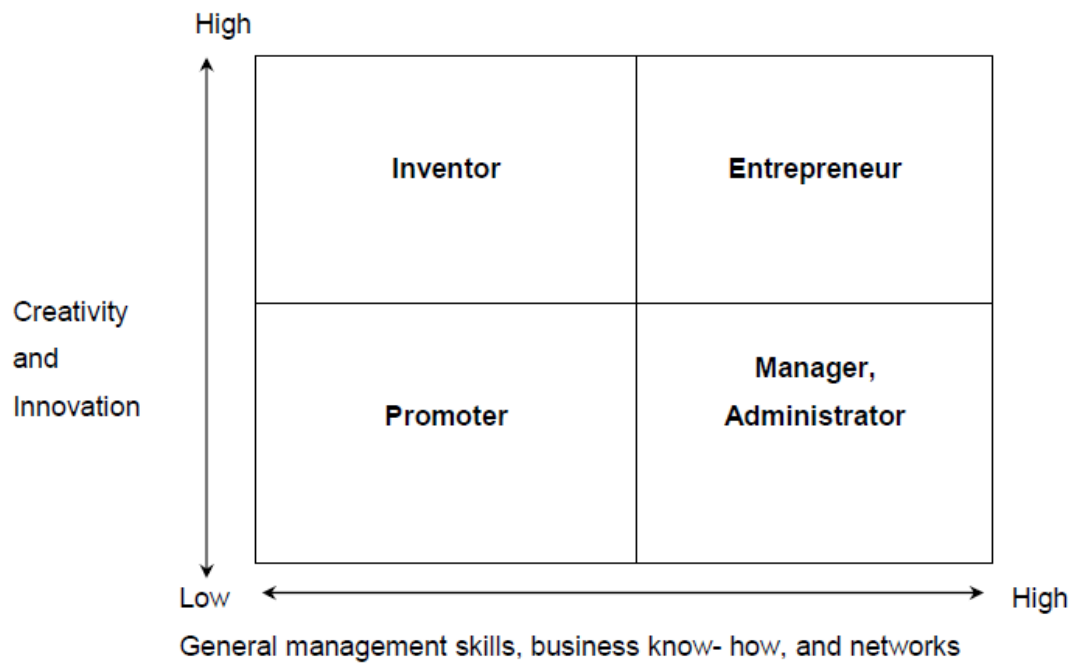 High
Inventor
Entrepreneur
Creativity
and
Innovation
Promoter
Manager,
Administrator
Low
High
General management skills, business know- how, and networks